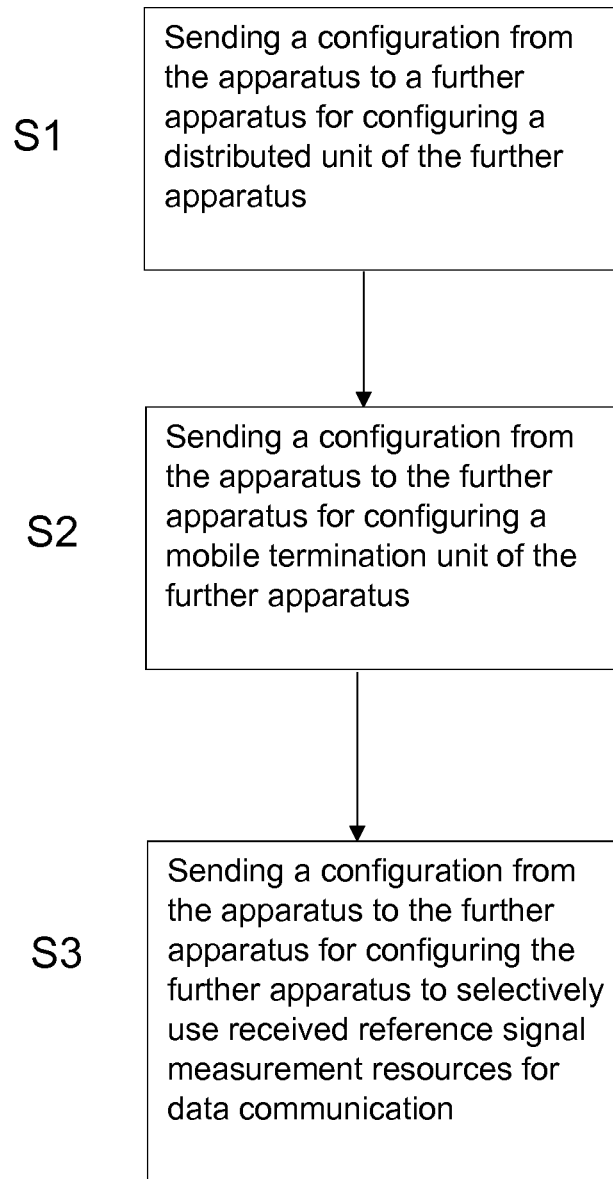 S1
Sending a configuration from
the apparatus to a further
apparatus for configuring a
distributed unit of the further
apparatus
S2
Sending a configuration from
the apparatus to the further
apparatus for configuring a
mobile termination unit of the
further apparatus
S3
Sending a configuration from
the apparatus to the further
apparatus for configuring the
further apparatus to selectively
use received reference signal
measurement resources for
data communication